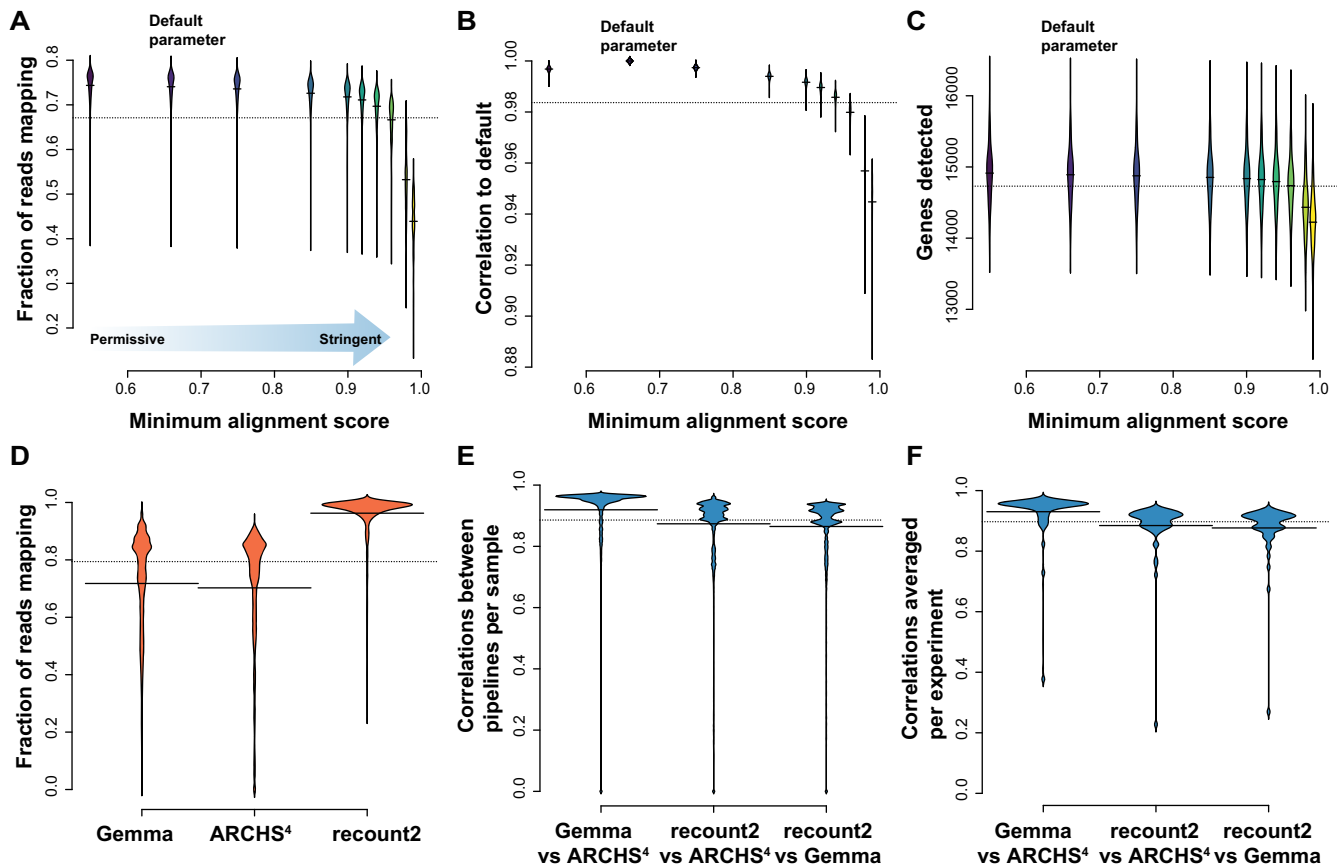 A
Default
parameter
Fraction of reads mapping
0.8
0.7
0.6
0.5
0.4
0.3
0.2
Permissive
Stringent
0.6
0.7
0.8
0.9
1.0
Minimum alignment score
B
Default
parameter
Correlation to default
1.00
0.98
0.96
0.94
0.92
0.90
0.88
0.6
0.7
0.8
0.9
1.0
Minimum alignment score
C
Default
parameter
Genes detected
16000
15000
14000
13000
0.6
0.7
0.8
0.9
1.0
Minimum alignment score
D
Fraction of reads mapping
1.0
0.8
0.6
0.4
0.2
0.0
Gemma
ARCHS⁴
recount2
E
Correlations between
pipelines per sample
1.0
0.8
0.6
0.4
0.2
0.0
Gemma
vs ARCHS⁴
recount2
vs ARCHS⁴
recount2
vs Gemma
F
Correlations averaged
per experiment
1.0
0.8
0.6
0.4
0.2
0.0
Gemma
vs ARCHS⁴
recount2
vs ARCHS⁴
recount2
vs Gemma